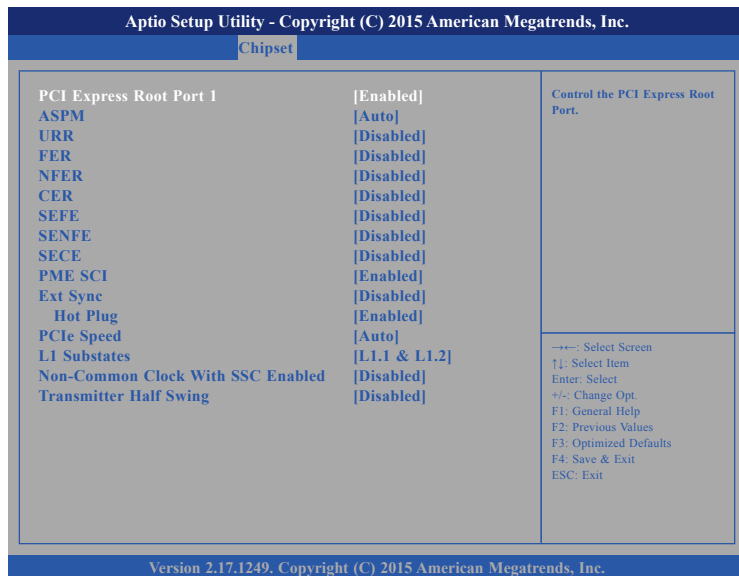 Aptio Setup Utility - Copyright (C) 2015 American Megatrends, Inc.
Chipset
PCI Express Root Port 1 [Enabled]
ASPM [Auto]
URR [Disabled]
FER [Disabled]
NFER [Disabled]
CER [Disabled]
SEFE [Disabled]
SENFE [Disabled]
SECE [Disabled]
PME SCI [Enabled]
Ext Sync [Disabled]
Hot Plug [Enabled]
PCIe Speed [Auto]
L1 Substates [L1.1 & L1.2]
Non-Common Clock With SSC Enabled [Disabled]
Transmitter Half Swing [Disabled]
Control the PCI Express Root
Port.
→←: Select Screen
↑↓: Select Item
Enter: Select
+/-: Change Opt.
F1: General Help
F2: Previous Values
F3: Optimized Defaults
F4: Save & Exit
ESC: Exit
Version 2.17.1249. Copyright (C) 2015 American Megatrends, Inc.